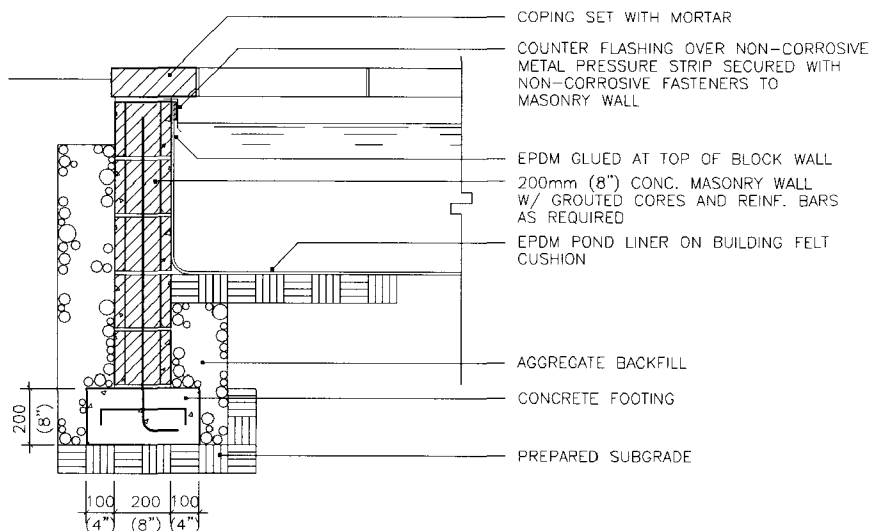 COPING SET WITH MORTAR
COUNTER FLASHING OVER NON-CORROSIVE
METAL PRESSURE STRIP SECURED WITH
NON-CORROSIVE FASTENERS TO
MASONRY WALL
EPDM GLUED AT TOP OF BLOCK WALL
200mm (8") CONC. MASONRY WALL
W/ GROUTED CORES AND REINF. BARS
AS REQUIRED
EPDM POND LINER ON BUILDING FELT
CUSHION
AGGREGATE BACKFILL
CONCRETE FOOTING
PREPARED SUBGRADE
200
(8")
100 200 100
(4") (8") (4")